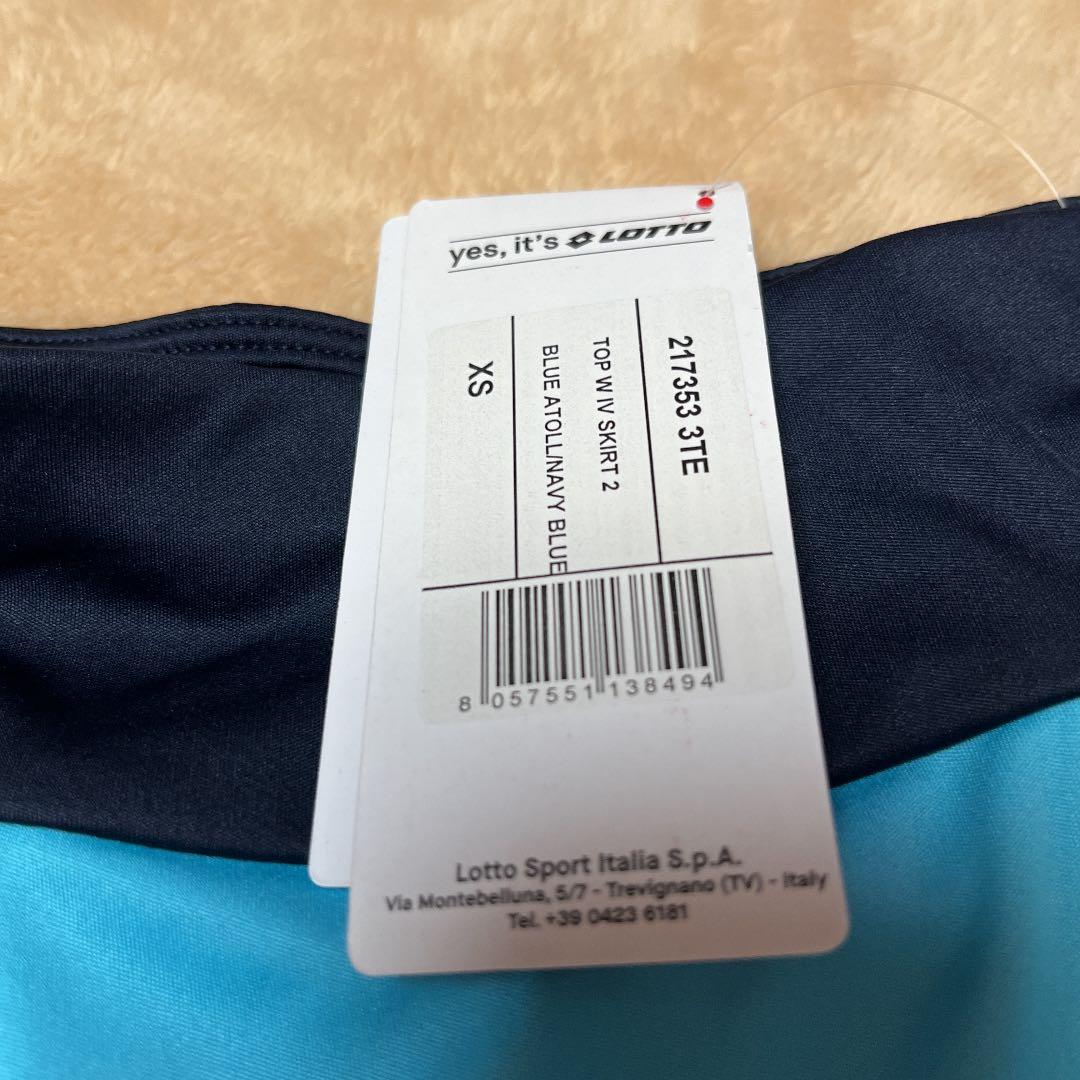 yes, it's LOTTO
217353 3TE
TOP W IV SKIRT 2
BLUE ATOLL/NAVY BLUE
XS
8 057551 138494
Lotto Sport Italia S.p.A.
Via Montebelluna, 5/7 - Trevignano (TV) - Italy
Tel. +39 0423 6181